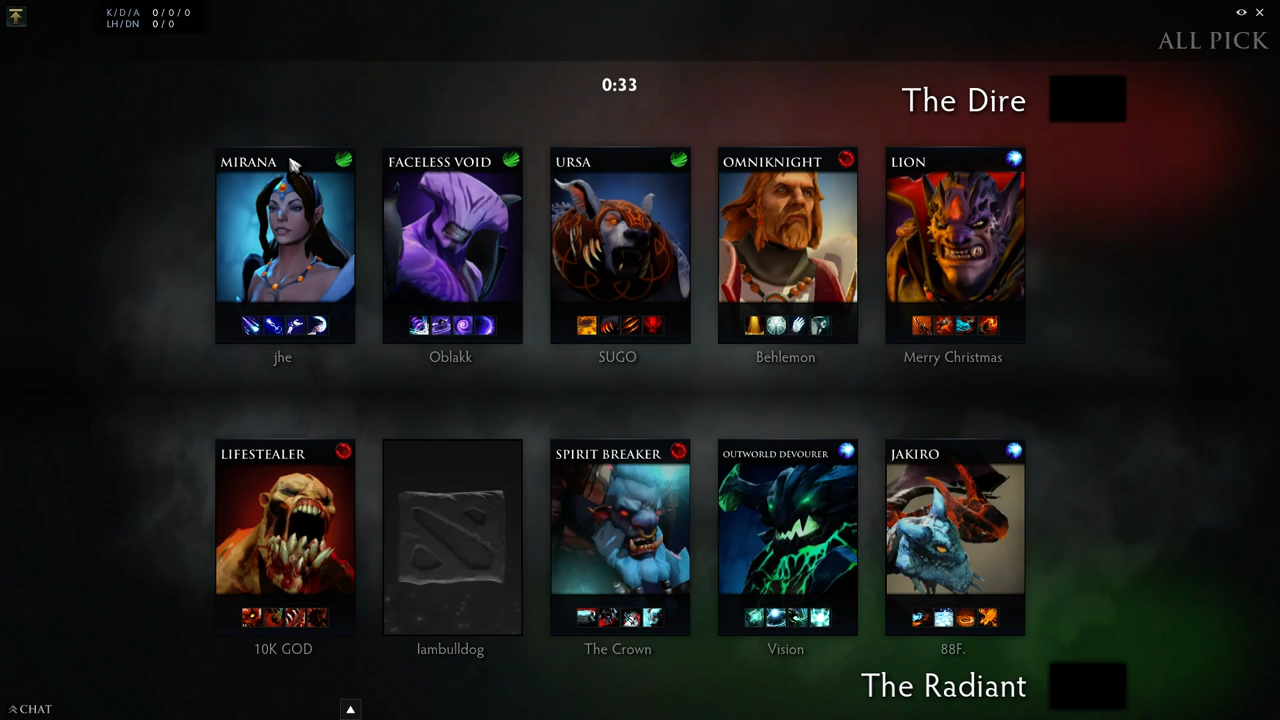 K/D/A 0/0/0
LH/DN 0/0
ALL PICK
0:33
The Dire
MIRANA
FACELESS VOID
URSA
OMNIKNIGHT
LION
jhe
Oblakk
SUGO
Behlemon
Merry Christmas
LIFESTEALER
SPIRIT BREAKER
OUTWORLD DEVOURER
JAKIRO
10K GOD
Iambulldog
The Crown
Vision
88F.
The Radiant
CHAT